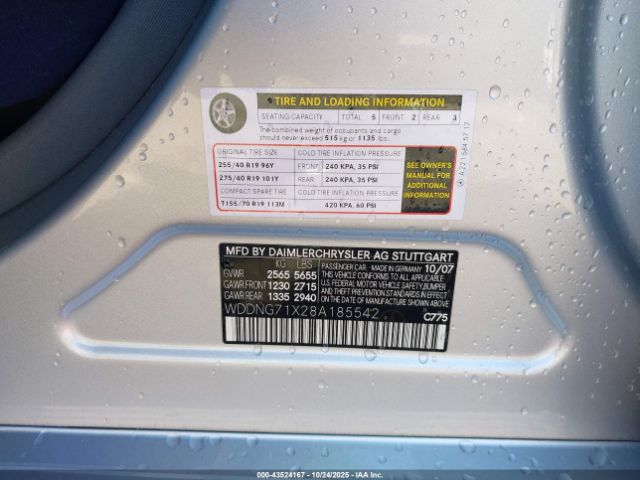 TIRE AND LOADING INFORMATION
SEATING CAPACITY TOTAL 5 FRONT 2 REAR 3
The combined weight of occupants and cargo
should never exceed 515 kg or 1135 lbs.
ORIGINAL TIRE SIZE COLD TIRE INFLATION PRESSURE
255/40 R19 96Y FRONT 240 KPA, 35 PSI
275/40 R19 101Y REAR 240 KPA, 35 PSI
COMPACT SPARE TIRE COLD TIRE INFLATION PRESSURE
T155/70 R19 113M 420 KPA, 60 PSI
SEE OWNER'S
MANUAL FOR
ADDITIONAL
INFORMATION
A 221 584 57 17
MFD BY DAIMLERCHRYSLER AG STUTTGART
KG LBS
GVWR 2565 5655
GAWR FRONT 1230 2715
GAWR REAR 1335 2940
PASSENGER CAR - MADE IN GERMANY 10/07
THIS VEHICLE CONFORMS TO ALL APPLICABLE
U.S. FEDERAL MOTOR VEHICLE SAFETY, BUMPER
AND THEFT PREVENTION STANDARDS IN EFFECT
ON THE DATE OF MANUFACTURE SHOWN ABOVE.
WDDNG71X28A185542
C775
000-43524167 - 10/24/2025 - IAA Inc.